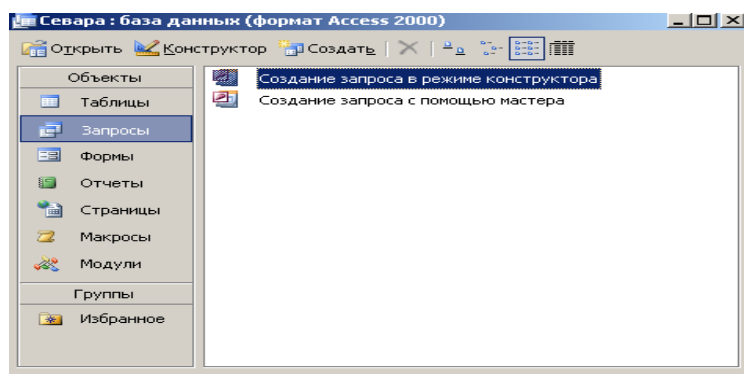 Севара : база данных (формат Access 2000)
Открыть Конструктор Создать
Объекты
Таблицы
Запросы
Формы
Отчеты
Страницы
Макросы
Модули
Группы
Избранное
Создание запроса в режиме конструктора
Создание запроса с помощью мастера